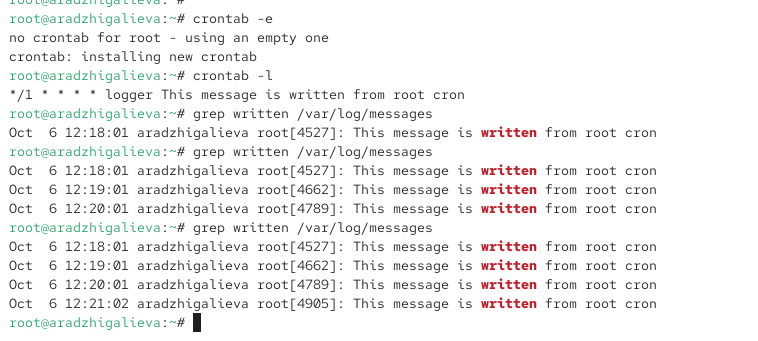 root@aradzhigalieva:~#
root@aradzhigalieva:~# crontab -e
no crontab for root - using an empty one
crontab: installing new crontab
root@aradzhigalieva:~# crontab -l
*/1 * * * * logger This message is written from root cron
root@aradzhigalieva:~# grep written /var/log/messages
Oct  6 12:18:01 aradzhigalieva root[4527]: This message is written from root cron
root@aradzhigalieva:~# grep written /var/log/messages
Oct  6 12:18:01 aradzhigalieva root[4527]: This message is written from root cron
Oct  6 12:19:01 aradzhigalieva root[4662]: This message is written from root cron
Oct  6 12:20:01 aradzhigalieva root[4789]: This message is written from root cron
root@aradzhigalieva:~# grep written /var/log/messages
Oct  6 12:18:01 aradzhigalieva root[4527]: This message is written from root cron
Oct  6 12:19:01 aradzhigalieva root[4662]: This message is written from root cron
Oct  6 12:20:01 aradzhigalieva root[4789]: This message is written from root cron
Oct  6 12:21:02 aradzhigalieva root[4905]: This message is written from root cron
root@aradzhigalieva:~#